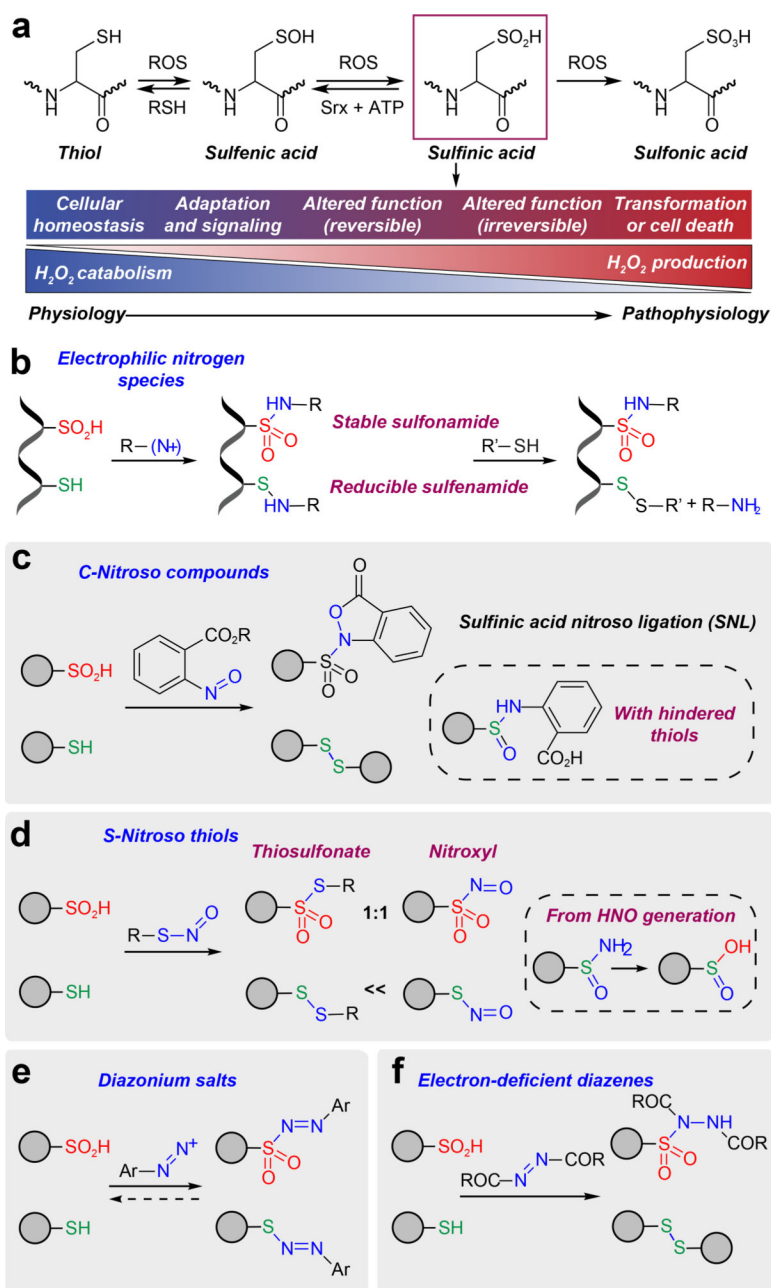 a
SH
ROS
RSH
N
H
O
Thiol
SOH
ROS
Srx + ATP
N
H
O
Sulfenic acid
SO2H
ROS
N
H
O
Sulfinic acid
SO3H
N
H
O
Sulfonic acid
Cellular
homeostasis
Adaptation
and signaling
Altered function
(reversible)
Altered function
(irreversible)
Transformation
or cell death
H2O2 catabolism
H2O2 production
Physiology
Pathophysiology
b
Electrophilic nitrogen
species
SO2H
SH
R–(N+)
HN–R
S
O
O
Stable sulfonamide
S
HN–R
Reducible sulfenamide
R’–SH
HN–R
S
O
O
S
S–R’ + R–NH2
c
C-Nitroso compounds
SO2H
SH
CO2R
N=O
O
O
N
S
O
O
S
S
Sulfinic acid nitroso ligation (SNL)
HN
S
O
CO2H
With hindered
thiols
d
S-Nitroso thiols
SO2H
SH
R–S–N=O
Thiosulfonate
S–R
S
O
O
1:1
Nitroxyl
N=O
S
O
O
S
S–R
<<
S
N=O
From HNO generation
NH2
S
O
OH
S
O
e
Diazonium salts
SO2H
SH
Ar–N=N+
N=N–Ar
S
O
O
S
N=N–Ar
f
Electron-deficient diazenes
SO2H
SH
ROC–N=N–COR
ROC
N–NH
COR
S
O
O
S
S